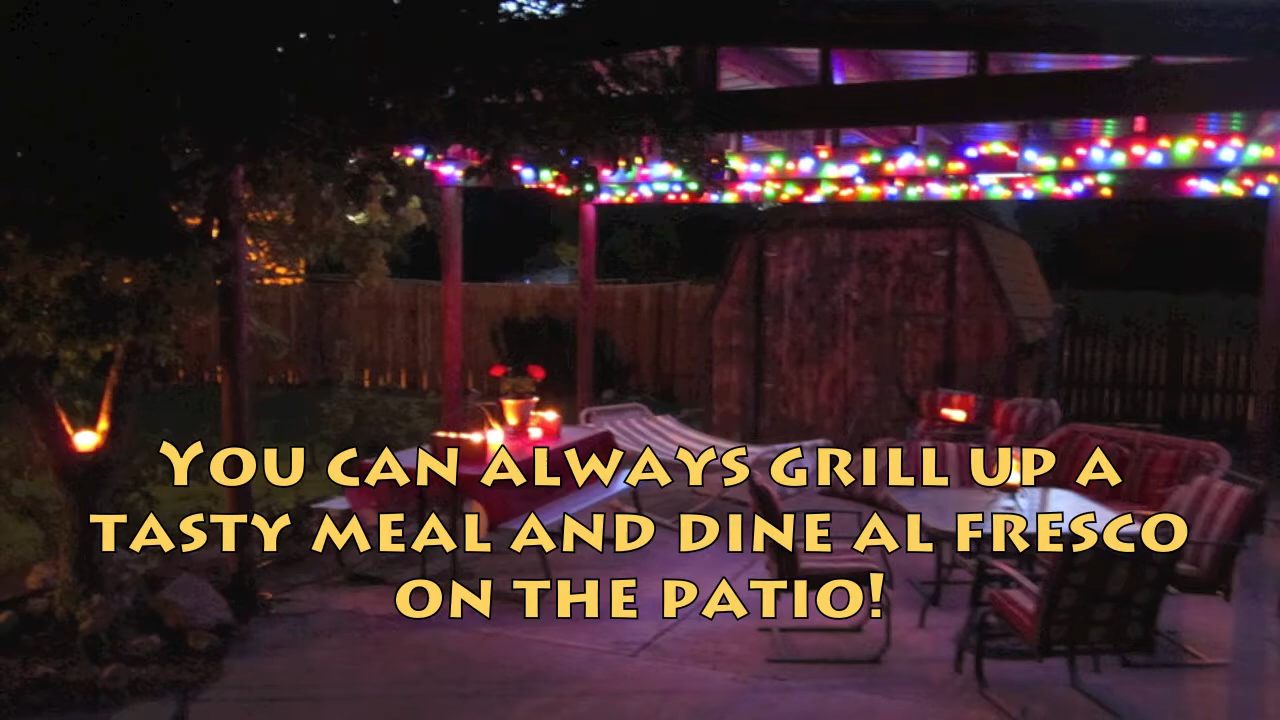 You can always grill up a
tasty meal and dine al fresco
on the patio!